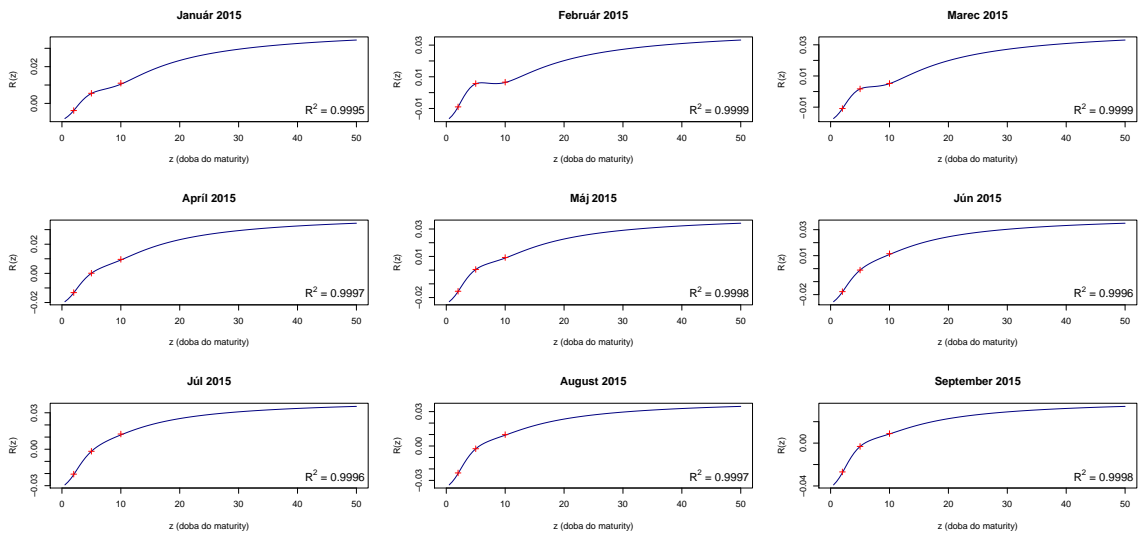 Január 2015
R(z)
0.02
0.00
R² = 0.9995
0 10 20 30 40 50
z (doba do maturity)
Február 2015
R(z)
0.03
0.01
−0.01
R² = 0.9999
0 10 20 30 40 50
z (doba do maturity)
Marec 2015
R(z)
0.03
0.01
−0.01
R² = 0.9999
0 10 20 30 40 50
z (doba do maturity)
Apríl 2015
R(z)
0.02
0.00
−0.02
R² = 0.9997
0 10 20 30 40 50
z (doba do maturity)
Máj 2015
R(z)
0.03
0.01
−0.02
R² = 0.9998
0 10 20 30 40 50
z (doba do maturity)
Jún 2015
R(z)
0.03
0.01
−0.02
R² = 0.9996
0 10 20 30 40 50
z (doba do maturity)
Júl 2015
R(z)
0.03
0.00
−0.03
R² = 0.9996
0 10 20 30 40 50
z (doba do maturity)
August 2015
R(z)
0.03
0.00
−0.03
R² = 0.9997
0 10 20 30 40 50
z (doba do maturity)
September 2015
R(z)
0.00
−0.04
R² = 0.9998
0 10 20 30 40 50
z (doba do maturity)